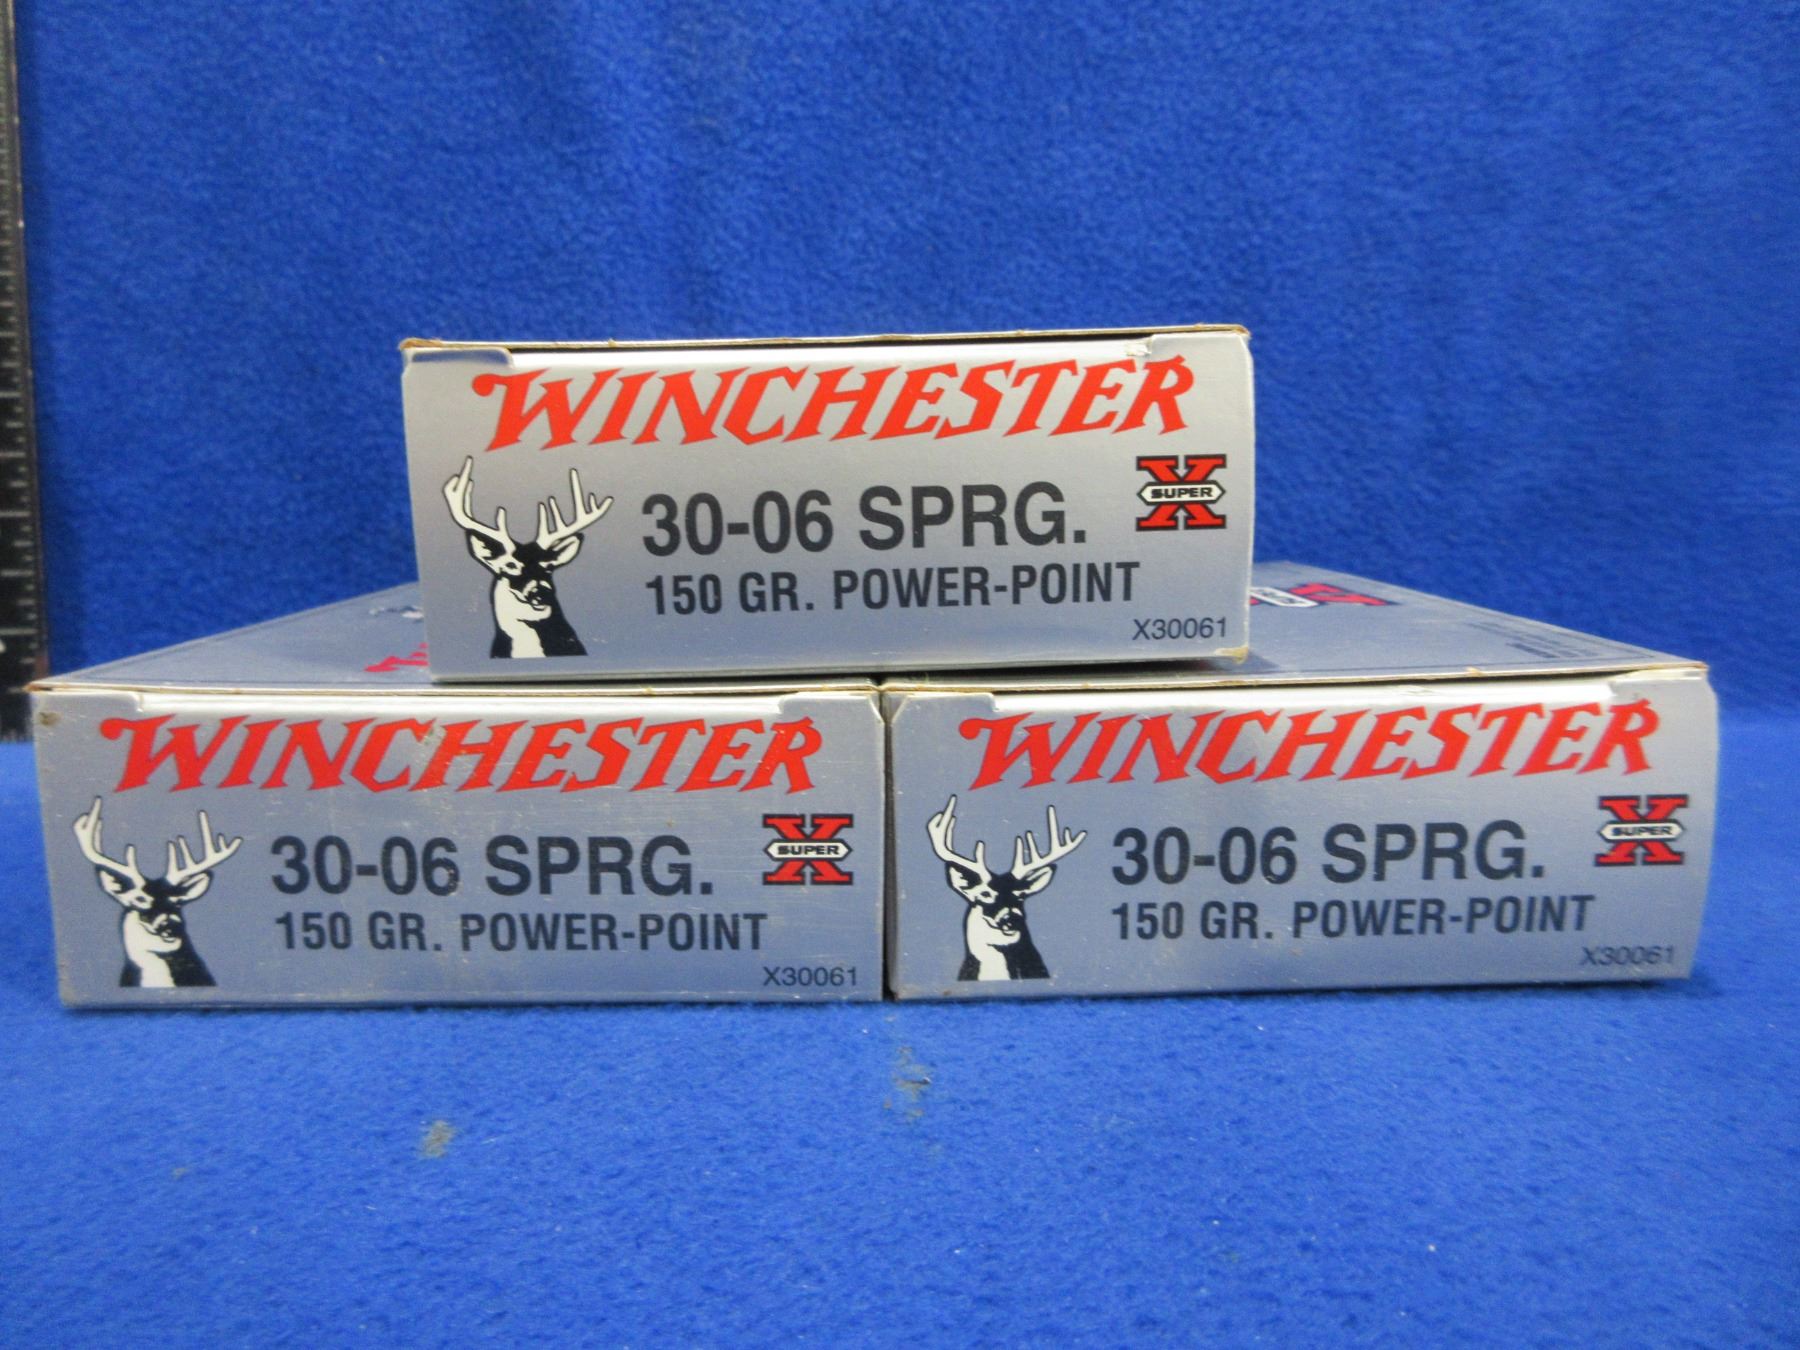 WINCHESTER
30-06 SPRG.
SUPER X
150 GR. POWER-POINT
X30061
WINCHESTER
30-06 SPRG.
SUPER X
150 GR. POWER-POINT
X30061
WINCHESTER
30-06 SPRG.
SUPER X
150 GR. POWER-POINT
X30061